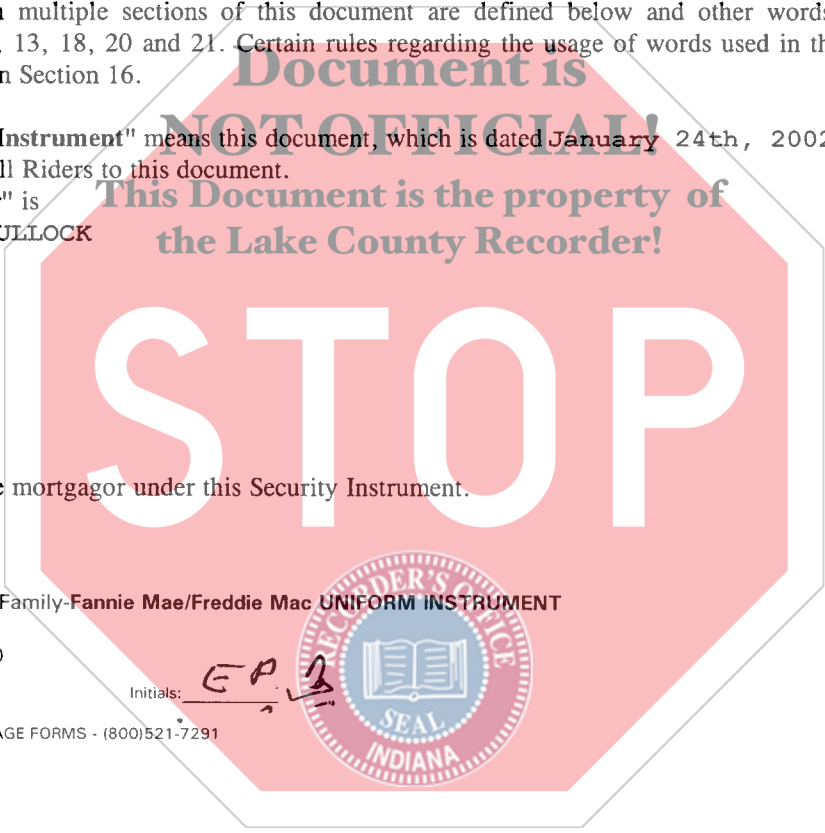 multiple sections of this document are defined below and other words
13, 18, 20 and 21. Certain rules regarding the usage of words used in th
n Section 16.
Document is
Instrument" means this document, which is dated January 24th, 2002
NOT OFFICIAL!
ll Riders to this document.
This Document is the property of
" is
the Lake County Recorder!
ULLOCK
STOP
e mortgagor under this Security Instrument.
RECORDER'S OFFICE
Family-Fannie Mae/Freddie Mac UNIFORM INSTRUMENT
)
Initials: EP.
SEAL
INDIANA
AGE FORMS - (800)521-7291